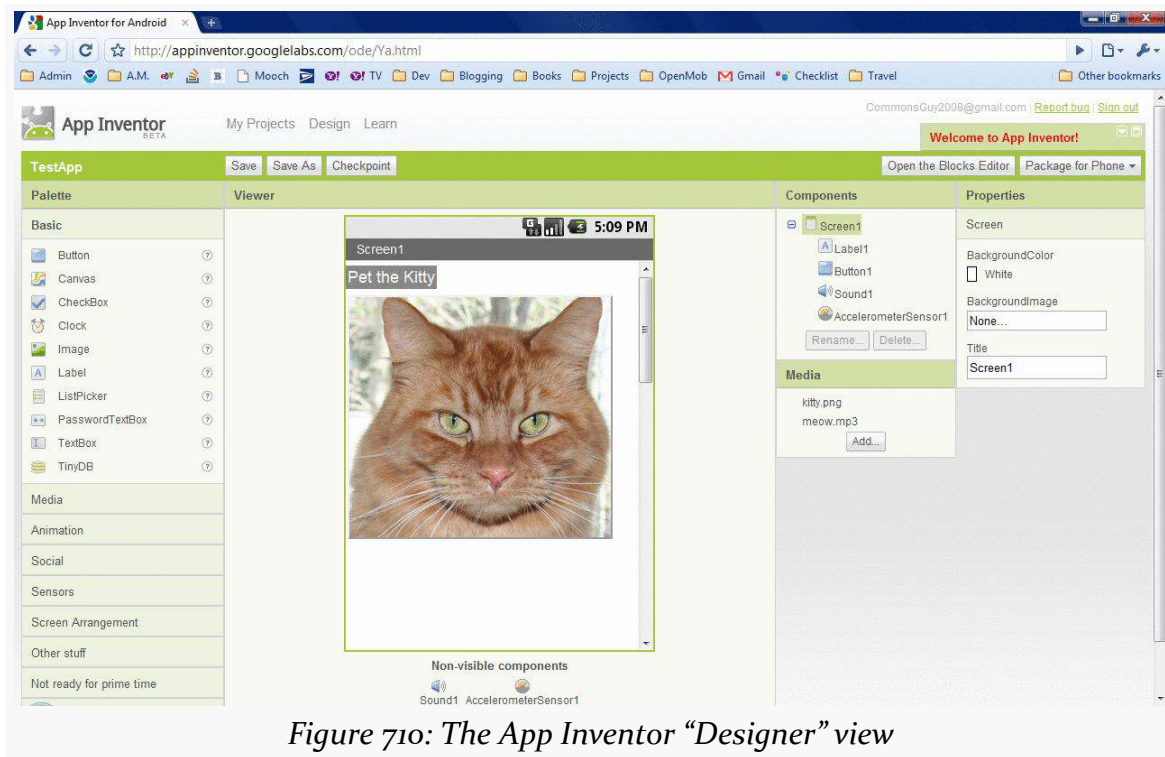 App Inventor for Android
http://appinventor.googlelabs.com/ode/Ya.html
Admin A.M. Mooch TV Dev Blogging Books Projects OpenMob Gmail Checklist Travel Other bookmarks
CommonsGuy2008@gmail.com | Report bug | Sign out
App Inventor
BETA
My Projects Design Learn
Welcome to App Inventor!
TestApp Save Save As Checkpoint Open the Blocks Editor Package for Phone
Palette Viewer Components Properties
Basic
Button
Canvas
CheckBox
Clock
Image
Label
ListPicker
PasswordTextBox
TextBox
TinyDB
Media
Animation
Social
Sensors
Screen Arrangement
Other stuff
Not ready for prime time
5:09 PM
Screen1
Pet the Kitty
Non-visible components
Sound1 AccelerometerSensor1
Screen1
Label1
Button1
Sound1
AccelerometerSensor1
Rename... Delete...
Media
kitty.png
meow.mp3
Add...
Screen
BackgroundColor
White
BackgroundImage
None...
Title
Screen1
Figure 710: The App Inventor “Designer” view